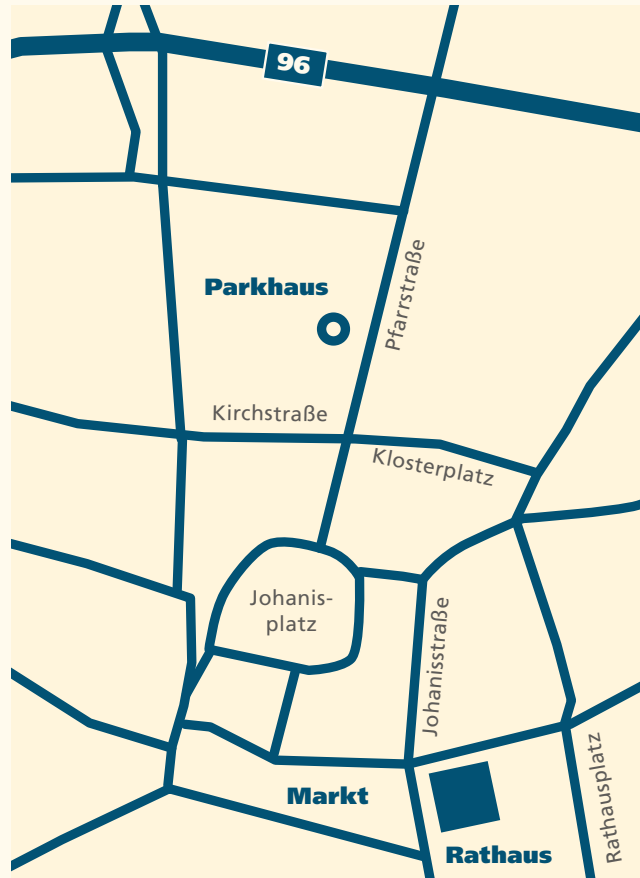 96
Pfarrstraße
Parkhaus
Kirchstraße
Klosterplatz
Johanis-
platz
Johanisstraße
Markt
Rathaus
Rathausplatz